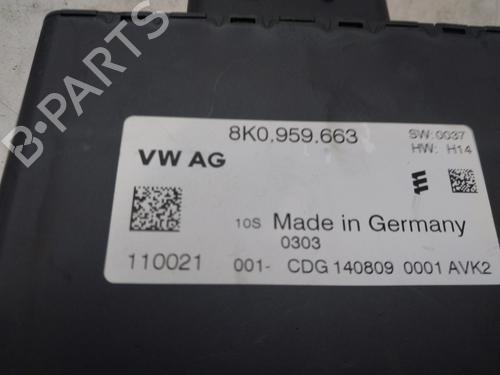 8K0.959.663
SW: 0037
HW: H14
VW AG
10S Made in Germany
0303
110021 001- CDG 140809 0001 AVK2
B-PARTS